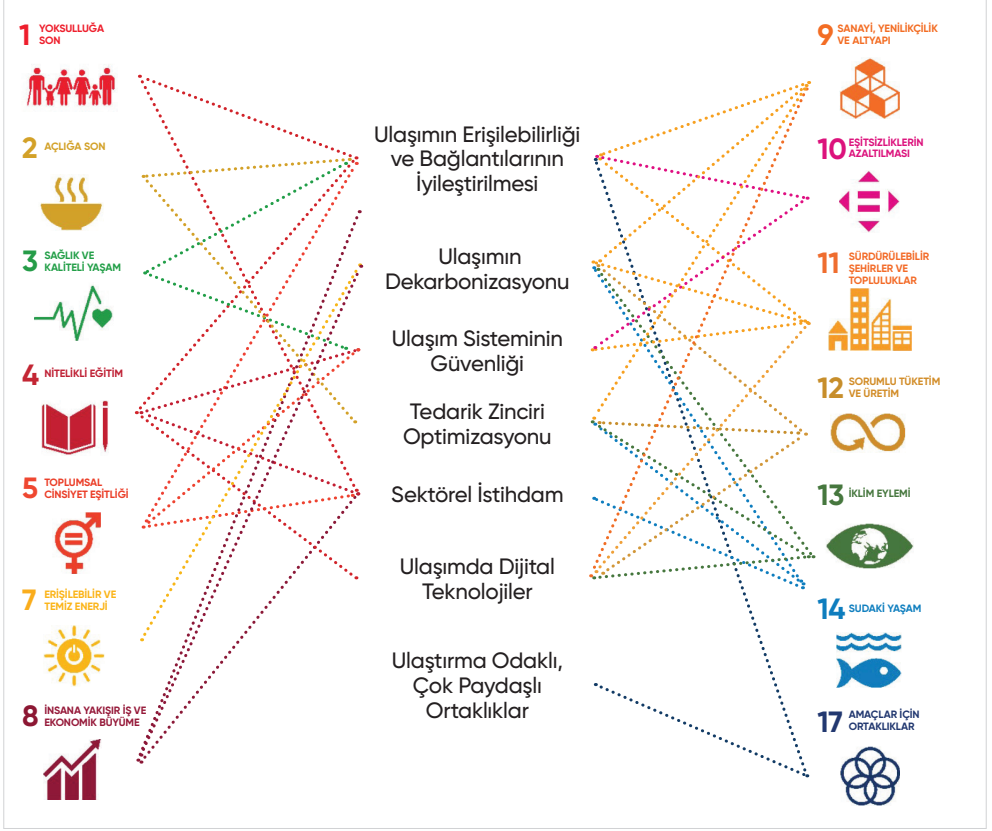 1 YOKSULLUĞA
SON
2 AÇLIĞA SON
3 SAĞLIK VE
KALİTELİ YAŞAM
4 NİTELİKLİ EĞİTİM
5 TOPLUMSAL
CİNSİYET EŞİTLİĞİ
7 ERİŞİLEBİLİR VE
TEMİZ ENERJİ
8 İNSANA YAKIŞIR İŞ VE
EKONOMİK BÜYÜME
Ulaşımın Erişilebilirliği
ve Bağlantılarının
İyileştirilmesi
Ulaşımın
Dekarbonizasyonu
Ulaşım Sisteminin
Güvenliği
Tedarik Zinciri
Optimizasyonu
Sektörel İstihdam
Ulaşımda Dijital
Teknolojiler
Ulaştırma Odaklı,
Çok Paydaşlı
Ortaklıklar
9 SANAYİ, YENİLİKÇİLİK
VE ALTYAPI
10 EŞİTSİZLİKLERİN
AZALTILMASI
11 SÜRDÜRÜLEBİLİR
ŞEHİRLER VE
TOPLULUKLAR
12 SORUMLU TÜKETİM
VE ÜRETİM
13 İKLİM EYLEMİ
14 SUDAKİ YAŞAM
17 AMAÇLAR İÇİN
ORTAKLIKLAR